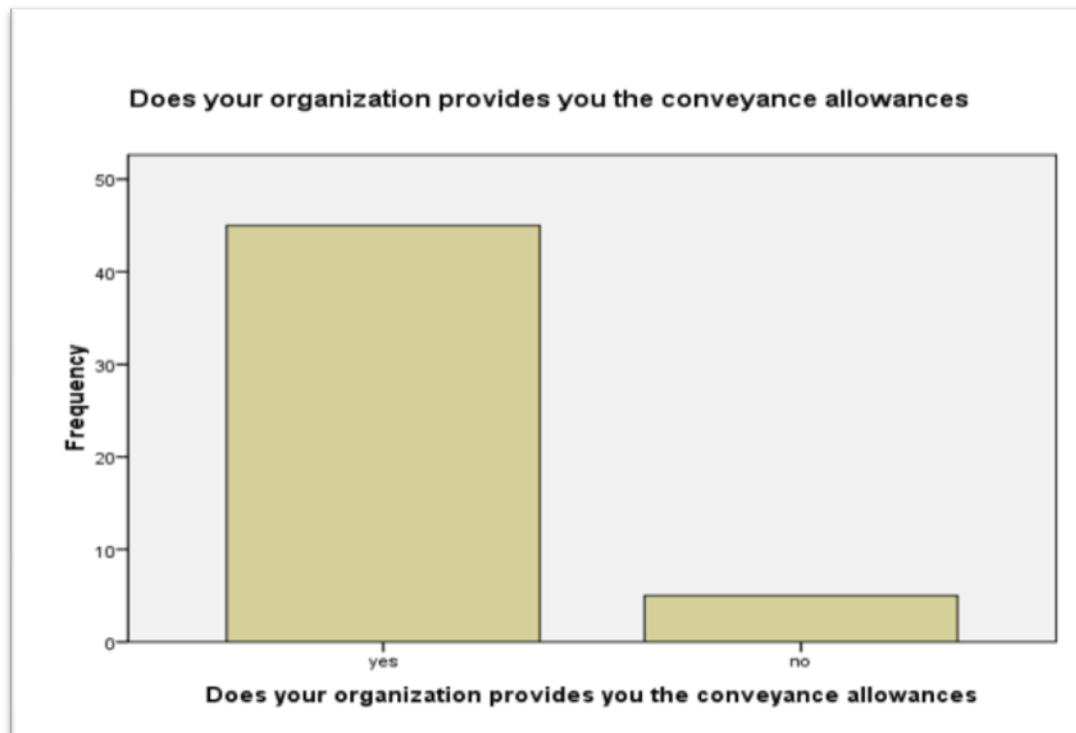 Does your organization provides you the conveyance allowances
50
40
30
20
10
0
Frequency
yes
no
Does your organization provides you the conveyance allowances